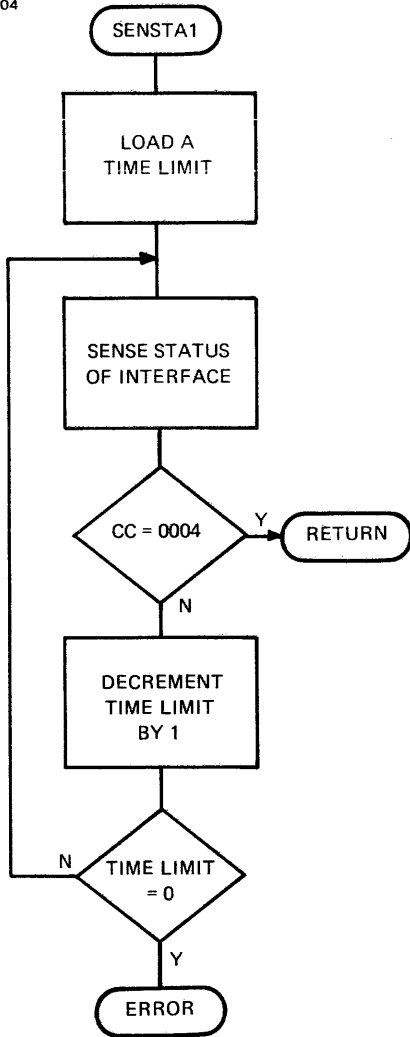 04
SENSTA1
LOAD A
TIME LIMIT
SENSE STATUS
OF INTERFACE
CC = 0004
Y
RETURN
N
DECREMENT
TIME LIMIT
BY 1
N
TIME LIMIT
= 0
Y
ERROR